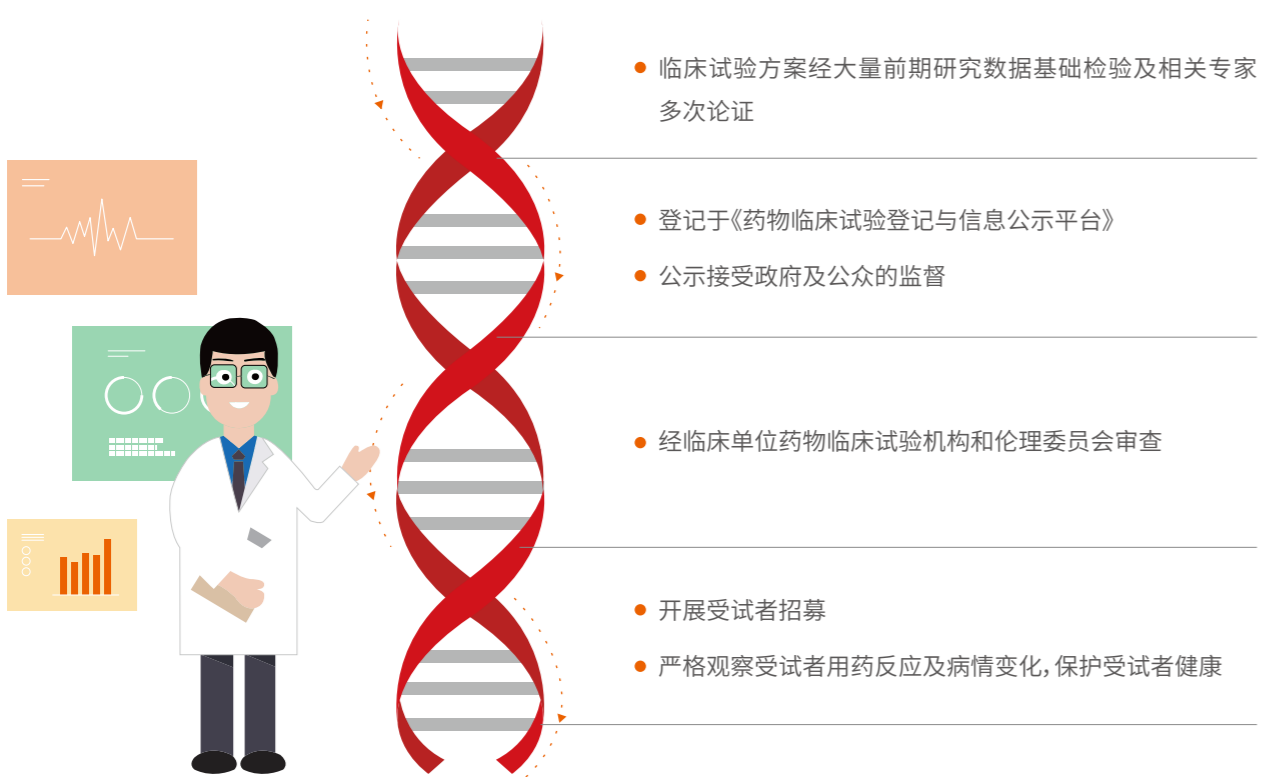 临床试验方案经大量前期研究数据基础检验及相关专家
多次论证
登记于《药物临床试验登记与信息公示平台》
公示接受政府及公众的监督
经临床单位药物临床试验机构和伦理委员会审查
开展受试者招募
严格观察受试者用药反应及病情变化，保护受试者健康